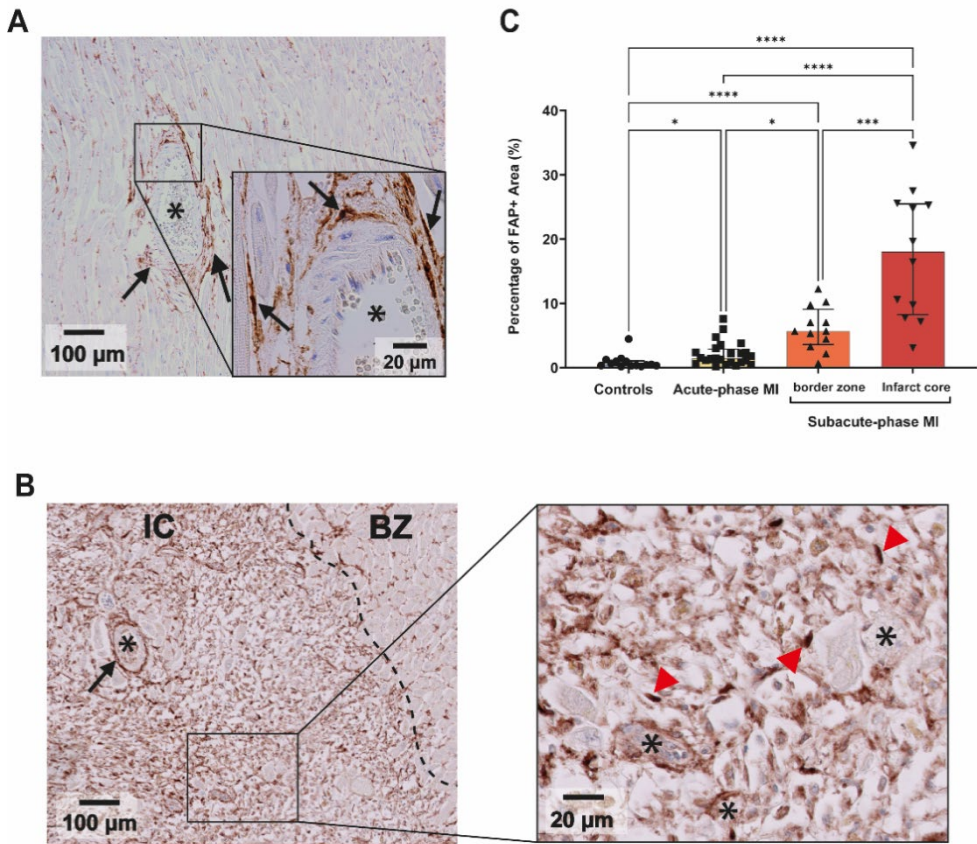 A
*
*
100 µm
20 µm
C
****
****
****
*
*
***
Percentage of FAP+ Area (%)
40
30
20
10
0
Controls
Acute-phase MI
border zone
Infarct core
Subacute-phase MI
B
IC
BZ
*
100 µm
*
*
*
20 µm